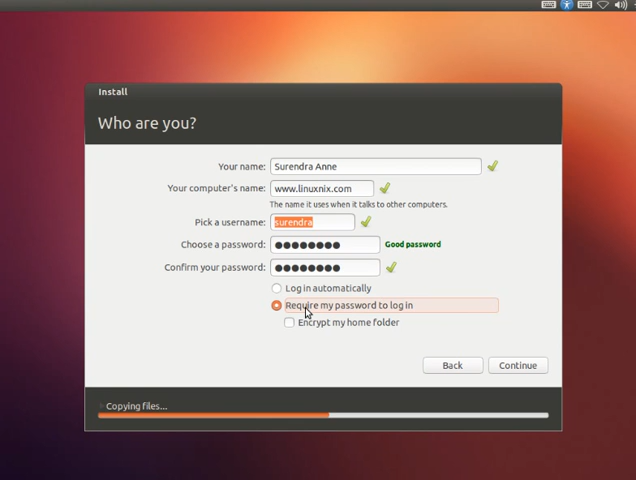 Install
Who are you?
Your name: Surendra Anne
Your computer's name: www.linuxnix.com
The name it uses when it talks to other computers.
Pick a username: surendra
Choose a password: ●●●●●●●● Good password
Confirm your password: ●●●●●●●●
Log in automatically
Require my password to log in
Encrypt my home folder
Back Continue
Copying files...